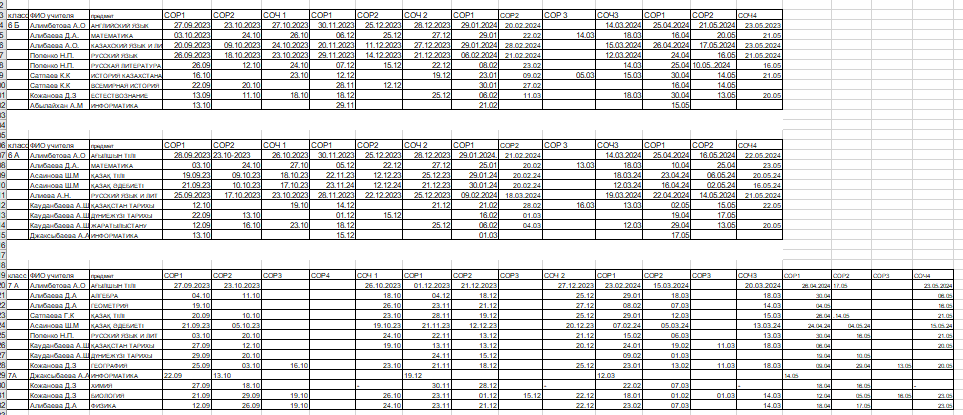 класс ФИО учителя предмет СОР1 СОР2 СОЧ 1 СОР1 СОР2 СОЧ 2 СОР1 СОР2 СОР 3 СОЧ3 СОР1 СОР2 СОЧ4
6 Б Алимбетова А.О АНГЛИЙСКИЙ ЯЗЫК 27.09.2023 23.10.2023 27.10.2023 30.11.2023 25.12.2023 28.12.2023 29.01.2024 20.02.2024 14.03.2024 25.04.2024 21.05.2024 23.05.2023
Алибаева Д.А. МАТЕМАТИКА 03.10.2023 24.10 26.10 06.12 25.12 27.12 29.01 22.02 14.03 18.03 16.04 20.05 21.05
Алибаева А.О. КАЗАХСКИЙ ЯЗЫК И ЛИ 20.09.2023 09.10.2023 24.10.2023 20.11.2023 11.12.2023 27.12.2023 29.01.2024 28.02.2024 15.03.2024 26.04.2024 17.05.2024 23.05.2024
Попенко Н.П. РУССКИЙ ЯЗЫК 26.09.2023 18.10.2023 23.10.2023 29.11.2023 14.12.2023 21.12.2023 06.02.2024 21.02.2024 12.03.2024 24.04 16.05 21.05
Попенко Н.П. РУССКАЯ ЛИТЕРАТУРА 26.09 12.10 24.10 07.12 15.12 22.12 08.02 23.02 14.03 25.04 10.05..2024 16.05
Сатпаев К.К ИСТОРИЯ КАЗАХСТАНА 16.10 23.10 12.12 19.12 23.01 09.02 05.03 15.03 30.04 14.05 21.05
Сатпаев К.К ВСЕМИРНАЯ ИСТОРИЯ 22.09 20.10 28.11 12.12 30.01 27.02 16.04 14.05
Кожанова Д.З ЕСТЕСТВОЗНАНИЕ 13.09 11.10 18.10 18.12 25.12 06.02 11.03 18.03 30.04 13.05 20.05
Абылайхан А.М ИНФОРМАТИКА 13.10 29.11 21.02 15.05
класс ФИО учителя предмет СОР1 СОР2 СОЧ 1 СОР1 СОР2 СОЧ 2 СОР1 СОР2 СОР 3 СОЧ3 СОР1 СОР2 СОЧ4
6 А Алимбетова А.О АҒЫЛШЫН ТІЛІ 28.09.2023 23.10-2023 26.10.2023 30.11.2023 25.12.2023 28.12.2023 29.01.2024 21.02.2024 14.03.2024 25.04.2024 16.05.2024 22.05.2024
Алибаева Д.А. МАТЕМАТИКА 03.10 24.10 27.10 05.12 22.12 27.12 25.01 20.02 13.03 18.03 10.04 25.04 23.05
Асаинова Ш.М ҚАЗАҚ ТІЛІ 19.09.23 09.10.23 18.10.23 22.11.23 12.12.23 25.12.23 29.01.24 20.02.24 18.03.24 23.04.24 06.05.24 20.05.24
Асаинова Ш.М ҚАЗАҚ ӘДЕБИЕТІ 21.09.23 10.10.23 17.10.23 23.11.24 12.12.24 21.12.23 30.01.24 20.02.24 12.03.24 16.04.24 02.05.24 16.05.24
Алиева А.Н. РУССКИЙ ЯЗЫК И ЛИТ 25.09.2023 17.10.2023 23.10.2023 28.11.2023 22.12.2023 25.12.2023 09.02.2024 18.03.2024 19.03.2024 22.04.2024 14.05.2024 21.05.2024
Кауданбаева А.Ш ҚАЗАҚСТАН ТАРИХЫ 12.10 19.10 14.12 21.12 21.02 28.02 16.03 13.03 02.05 15.05 22.05
Кауданбаева А.Ш ДҮНИЕЖҮЗІ ТАРИХЫ 22.09 13.10 01.12 15.12 16.02 01.03 19.04 17.05
Кауданбаева А.Ш ЖАРАТЫЛЫСТАНУ 12.09 16.10 23.10 18.12 25.12 06.02 04.03 12.03 29.04 13.05 20.05
Джаксыбаева А.А ИНФОРМАТИКА 13.10 15.12 01.03 17.05
класс ФИО учителя предмет СОР1 СОР2 СОР3 СОР4 СОЧ 1 СОР1 СОР2 СОР3 СОЧ 2 СОР1 СОР2 СОР3 СОЧ3 СОР1 СОР2 СОР3 СОЧ4
7 А Алимбетова А.О АҒЫЛШЫН ТІЛІ 27.09.2023 23.10.2023 26.10.2023 01.12.2023 21.12.2023 27.12.2023 23.02.2024 15.03.2024 20.03.2024 26.04.2024 17.05 23.05.2024
Алибаева Д.А АЛГЕБРА 04.10 11.10 18.10 04.12 18.12 25.12 29.01 18.03 18.03 30.04 06.05
Алибаева Д.А ГЕОМЕТРИЯ 19.10 26.10 23.11 21.12 27.12 08.02 07.03 14.03 04.05 16.05
Сатпаева Г.К ҚАЗАҚ ТІЛІ 20.09 10.10 23.10 28.11 19.12 25.12 29.01 12.03 15.03 26.04 .14.05 21.05
Асаинова Ш.М ҚАЗАҚ ӘДЕБИЕТІ 21.09.23 05.10.23 19.10.23 21.11.23 12.12.23 20.12.23 07.02.24 05.03.24 13.03.24 24.04.24 04.05.24 15.05.24
Попенко Н.П. РУССКИЙ ЯЗЫК И ЛИТ 03.10 20.10 24.10 22.11 13.12 21.12 15.02 06.03 13.03 30.04 16.05 21.05
Кауданбаева А.Ш ҚАЗАҚСТАН ТАРИХЫ 27.09 12.10 19.10 13.11 13.12 20.12 24.01 19.02 11.03 18.03 06.04 20.05
Кауданбаева А.Ш ДҮНИЕЖҮЗІ ТАРИХЫ 29.09 20.10 24.11 15.12 09.02 01.03 19.04 10.05
Кожанова Д.З ГЕОГРАФИЯ 25.09 03.10 16.10 23.10 21.11 18.12 25.12 23.01 13.02 11.03 18.03 09.04 29.04 13.05 20.05
7А Джаксыбаева А.А ИНФОРМАТИКА 22.09 13.10 19.12 12.03 14.05
Кожанова Д.З ХИМИЯ 27.09 18.10 - 30.11 28.12 - 22.02 07.03 - 18.04 16.05 -
Кожанова Д.З БИОЛОГИЯ 21.09 29.09 19.10 26.10 23.11 01.12 15.12 22.12 18.01 01.02 14.03 12.04 03.05 16.05 23.05
Алибаева Д.А ФИЗИКА 12.09 26.09 19.10 24.10 23.11 21.12 22.12 23.02 07.03 14.03 18.04 17.05 23.05